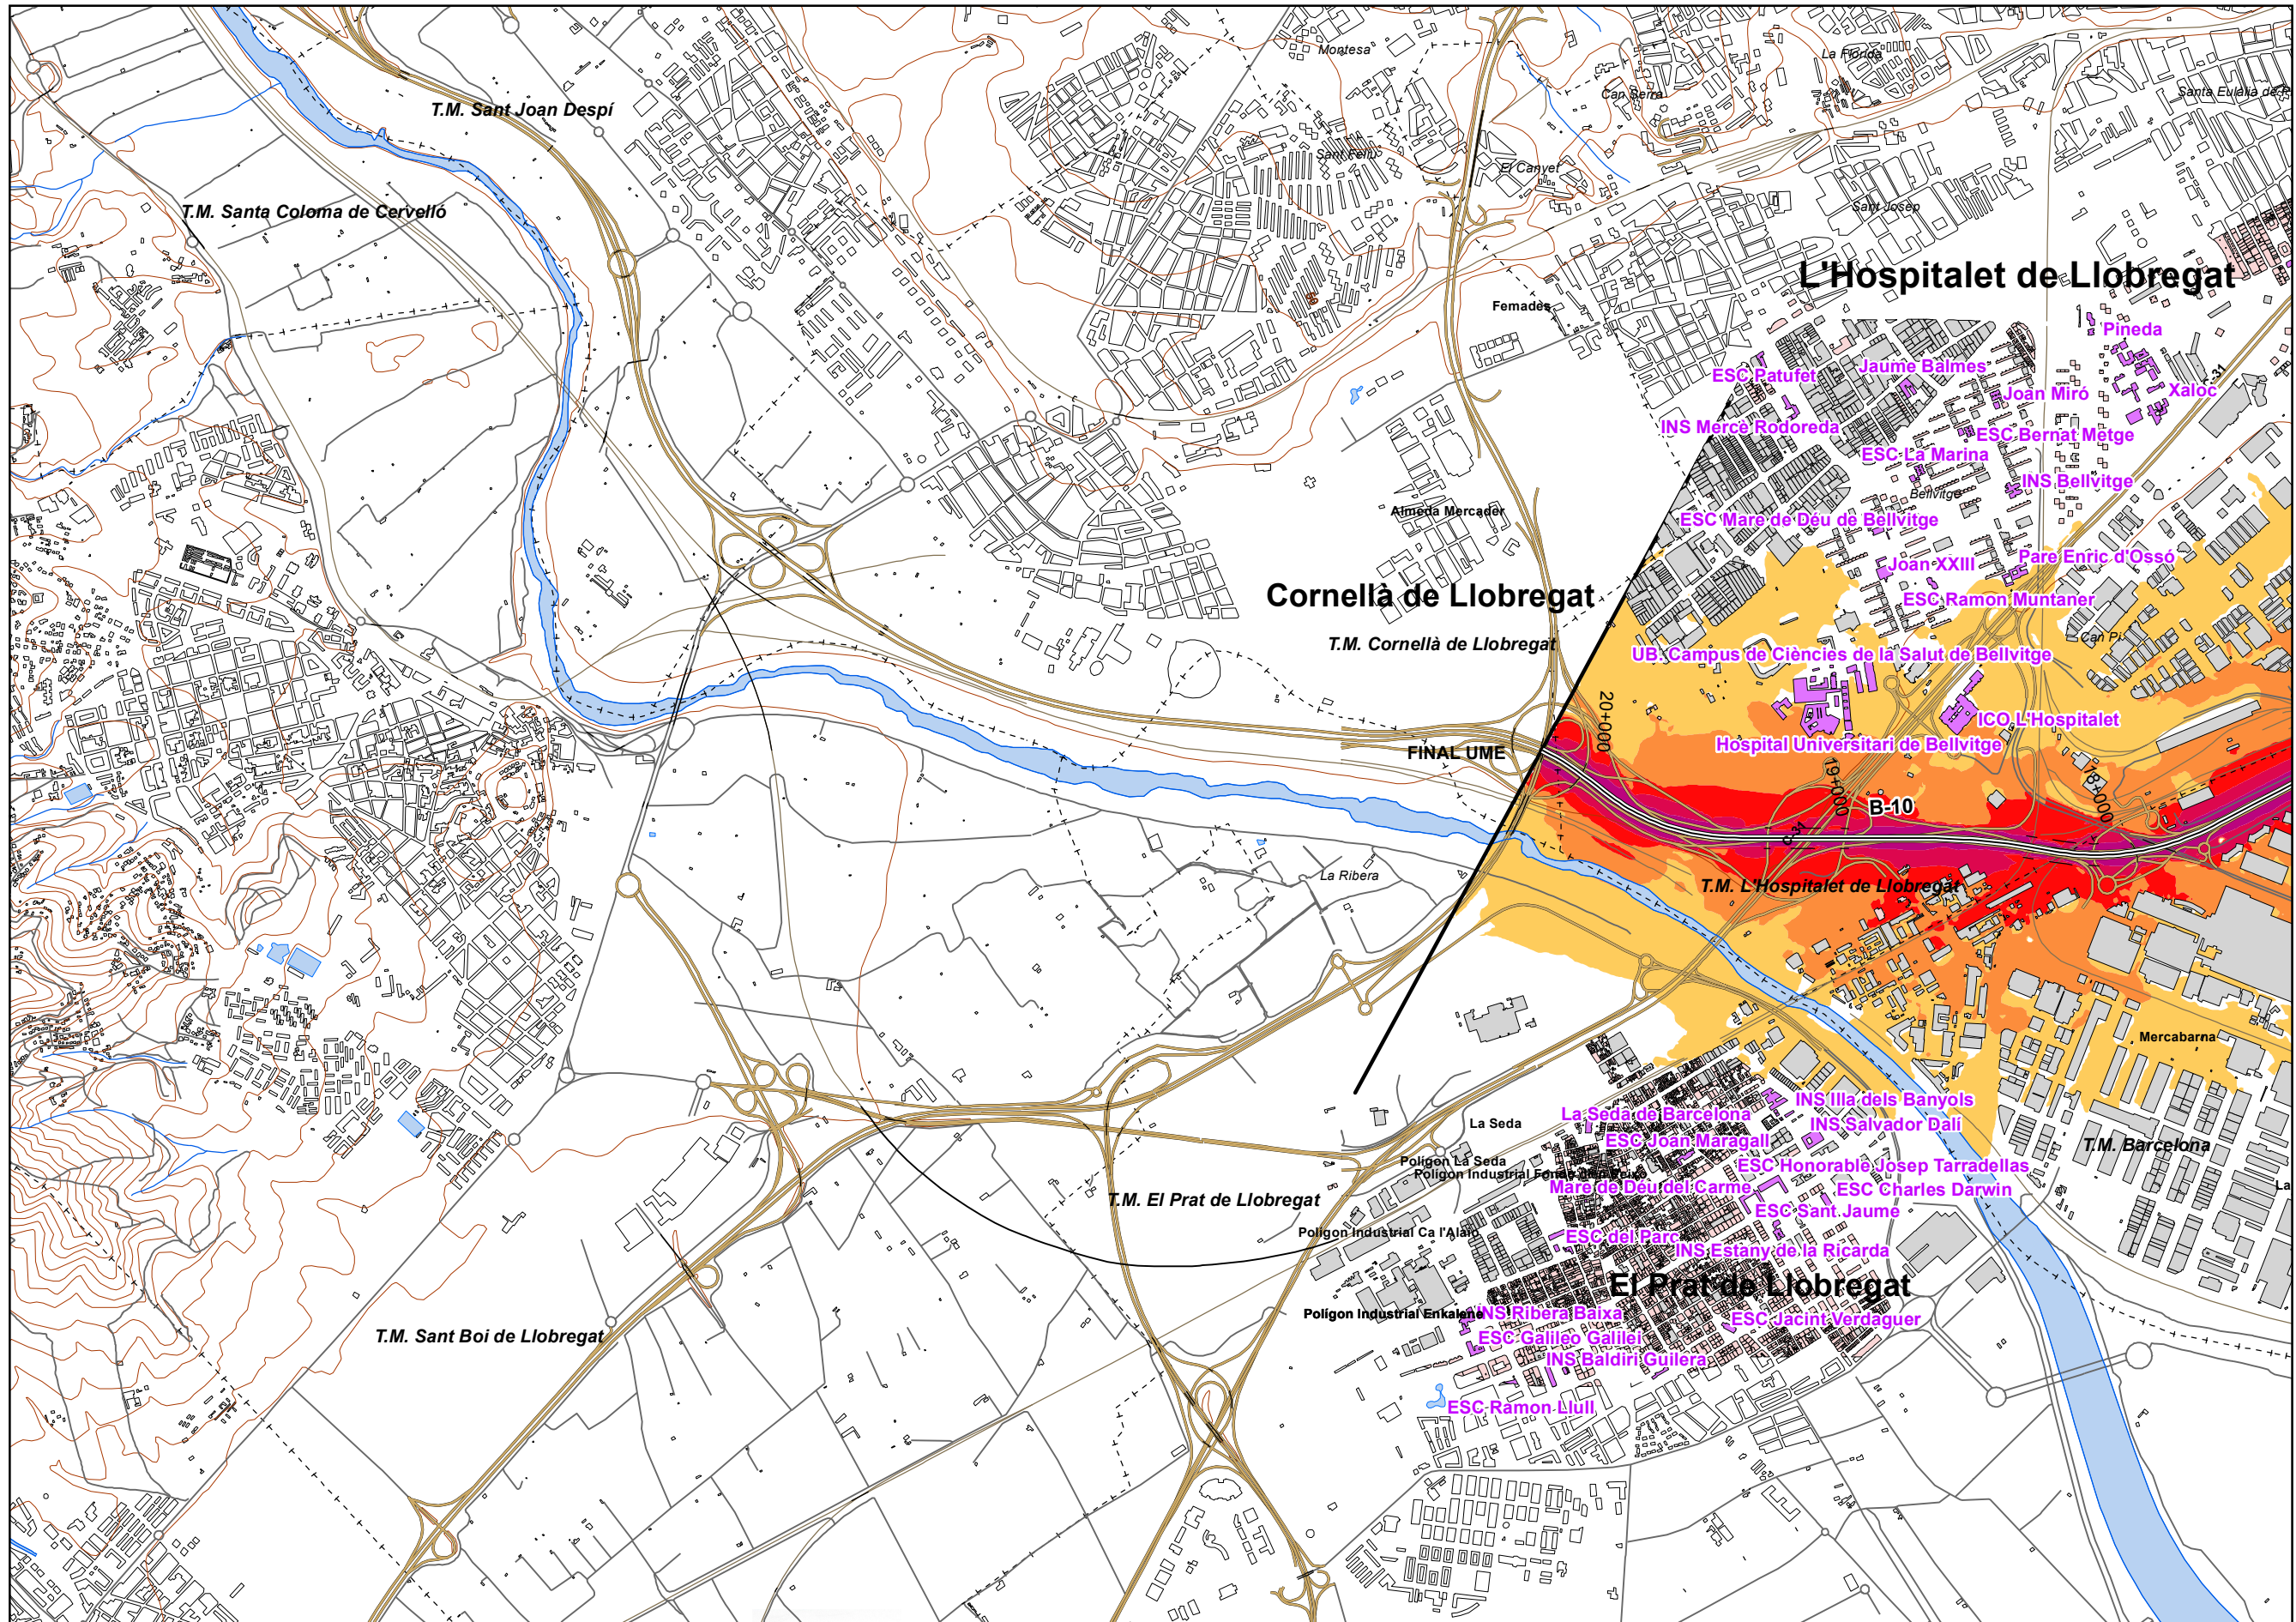 Montesa
La Florida
Can Serra
Santa Eulàlia de P
T.M. Sant Joan Despí
Sant Feliu
El Canyet
T.M. Santa Coloma de Cervelló
Sant Josep
L'Hospitalet de Llobregat
Femades
Pineda
ESC Patufet
Jaume Balmes
C-31
Joan Miró
Xaloc
INS Mercè Rodoreda
ESC Bernat Metge
ESC La Marina
INS Bellvitge
Bellvitge
Almeda Mercader
ESC Mare de Déu de Bellvitge
Joan XXIII
Pare Enric d'Ossó
Cornellà de Llobregat
ESC Ramon Muntaner
Can Pi
T.M. Cornellà de Llobregat
UB. Campus de Ciències de la Salut de Bellvitge
20+000
ICO L'Hospitalet
Hospital Universitari de Bellvitge
FINAL UME
19+000
18+000
B-10
C-31
La Ribera
T.M. L'Hospitalet de Llobregat
Mercabarna
INS Illa dels Banyols
La Seda de Barcelona
INS Salvador Dalí
La Seda
ESC Joan Maragall
T.M. Barcelona
Polígon La Seda
ESC Honorable Josep Tarradellas
Polígon Industrial
Mare de Déu del Carme
ESC Charles Darwin
La
T.M. El Prat de Llobregat
ESC Sant Jaume
Polígon Industrial Ca l'Alaio
ESC del Parc
INS Estany de la Ricarda
El Prat de Llobregat
Polígon Industrial Enkalene
INS Ribera Baixa
ESC Jacint Verdaguer
T.M. Sant Boi de Llobregat
ESC Galileo Galilei
INS Baldiri Guilera
ESC Ramon Llull